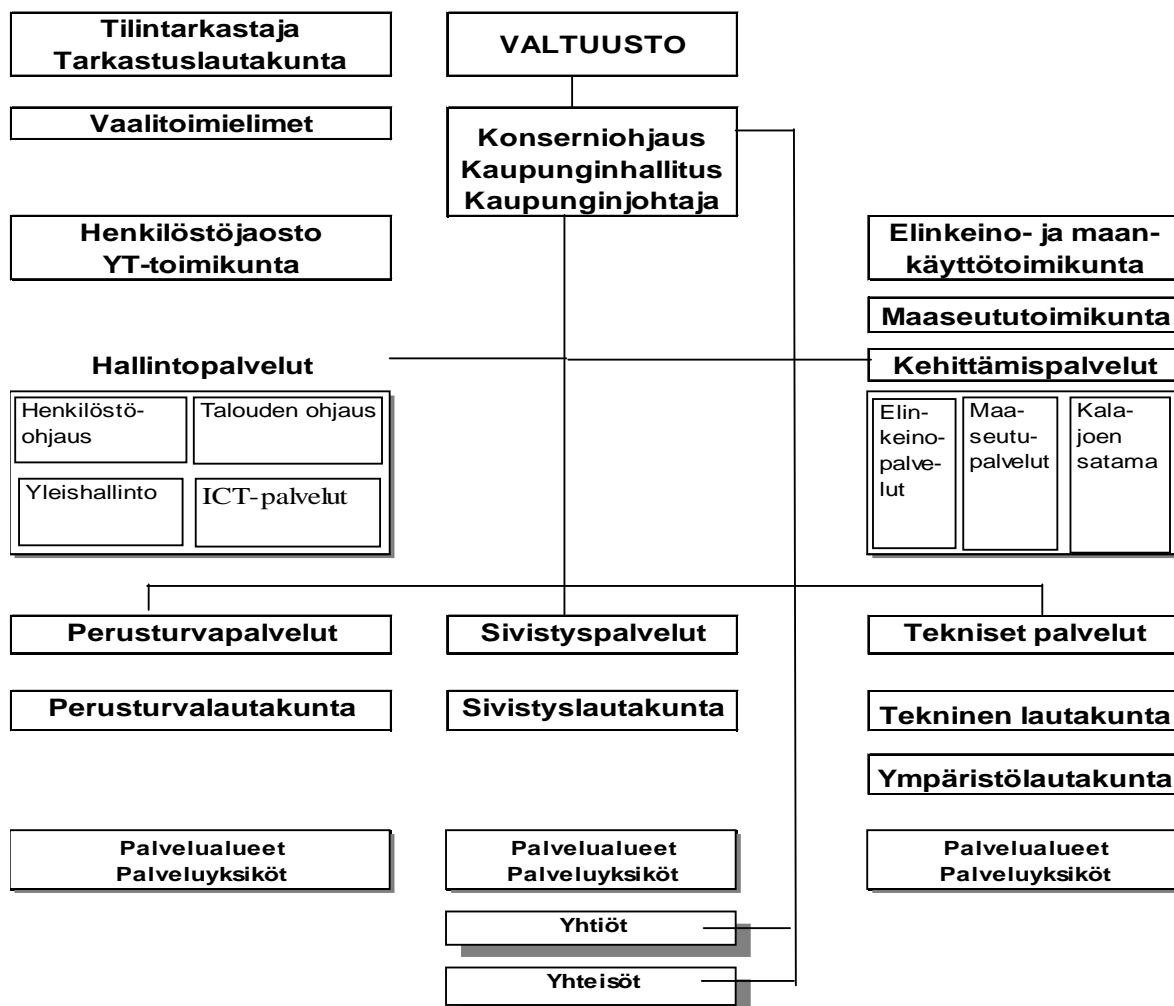 Tilintarkastaja
Tarkastuslautakunta
VALTUUSTO
Vaalitoimielimet
Konserniohjaus
Kaupunginhallitus
Kaupunginjohtaja
Henkilöstöjaosto
YT-toimikunta
Elinkeino- ja maan-
käyttötoimikunta
Maaseututoimikunta
Hallintopalvelut
Kehittämispalvelut
Henkilöstö-
ohjaus
Talouden ohjaus
Yleishallinto
ICT-palvelut
Elin-
keino-
palve-
lut
Maa-
seutu-
palvelut
Kala-
joen
satama
Perusturvapalvelut
Sivistyspalvelut
Tekniset palvelut
Perusturvalautakunta
Sivistyslautakunta
Tekninen lautakunta
Ympäristölautakunta
Palvelualueet
Palveluyksiköt
Palvelualueet
Palveluyksiköt
Palvelualueet
Palveluyksiköt
Yhtiöt
Yhteisöt